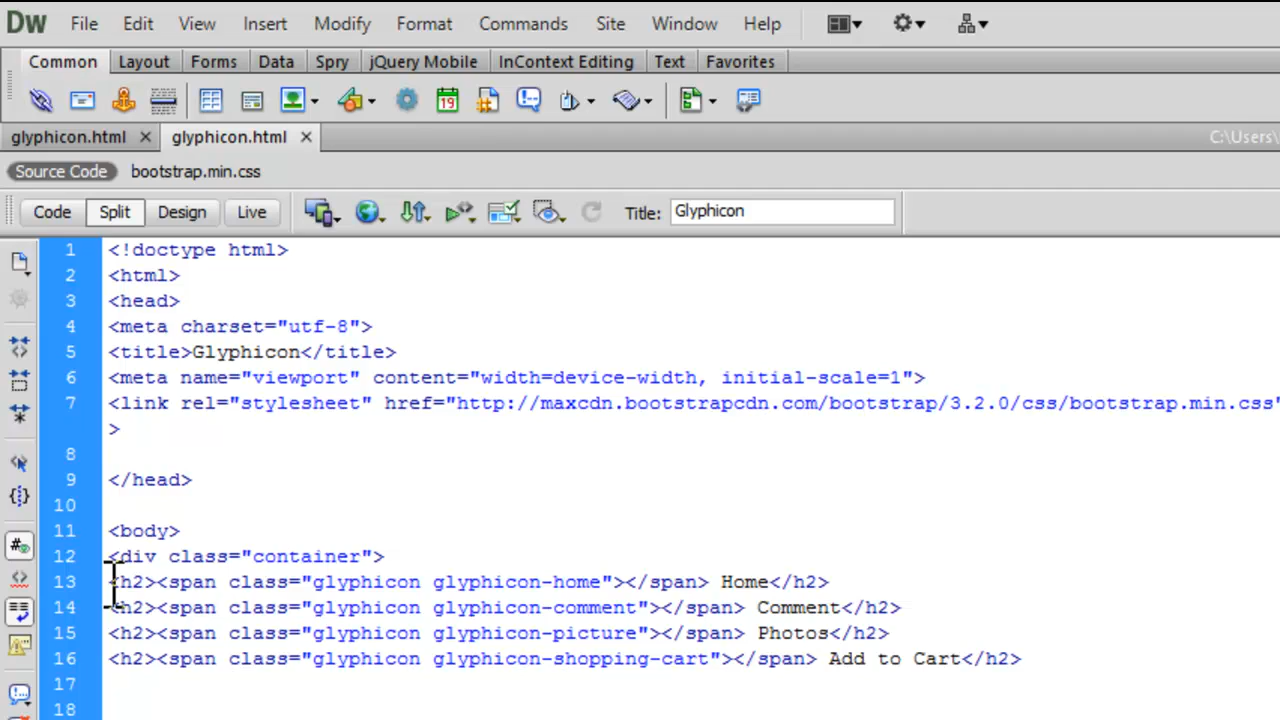 Dw File Edit View Insert Modify Format Commands Site Window Help
Common Layout Forms Data Spry jQuery Mobile InContext Editing Text Favorites
19
glyphicon.html glyphicon.html C:\Users\
Source Code bootstrap.min.css
Code Split Design Live Title: Glyphicon
1 <!doctype html>
2 <html>
3 <head>
4 <meta charset="utf-8">
5 <title>Glyphicon</title>
6 <meta name="viewport" content="width=device-width, initial-scale=1">
7 <link rel="stylesheet" href="http://maxcdn.bootstrapcdn.com/bootstrap/3.2.0/css/bootstrap.min.css"
>
8
9 </head>
10
11 <body>
12 <div class="container">
13 <h2><span class="glyphicon glyphicon-home"></span> Home</h2>
14 <h2><span class="glyphicon glyphicon-comment"></span> Comment</h2>
15 <h2><span class="glyphicon glyphicon-picture"></span> Photos</h2>
16 <h2><span class="glyphicon glyphicon-shopping-cart"></span> Add to Cart</h2>
17
18